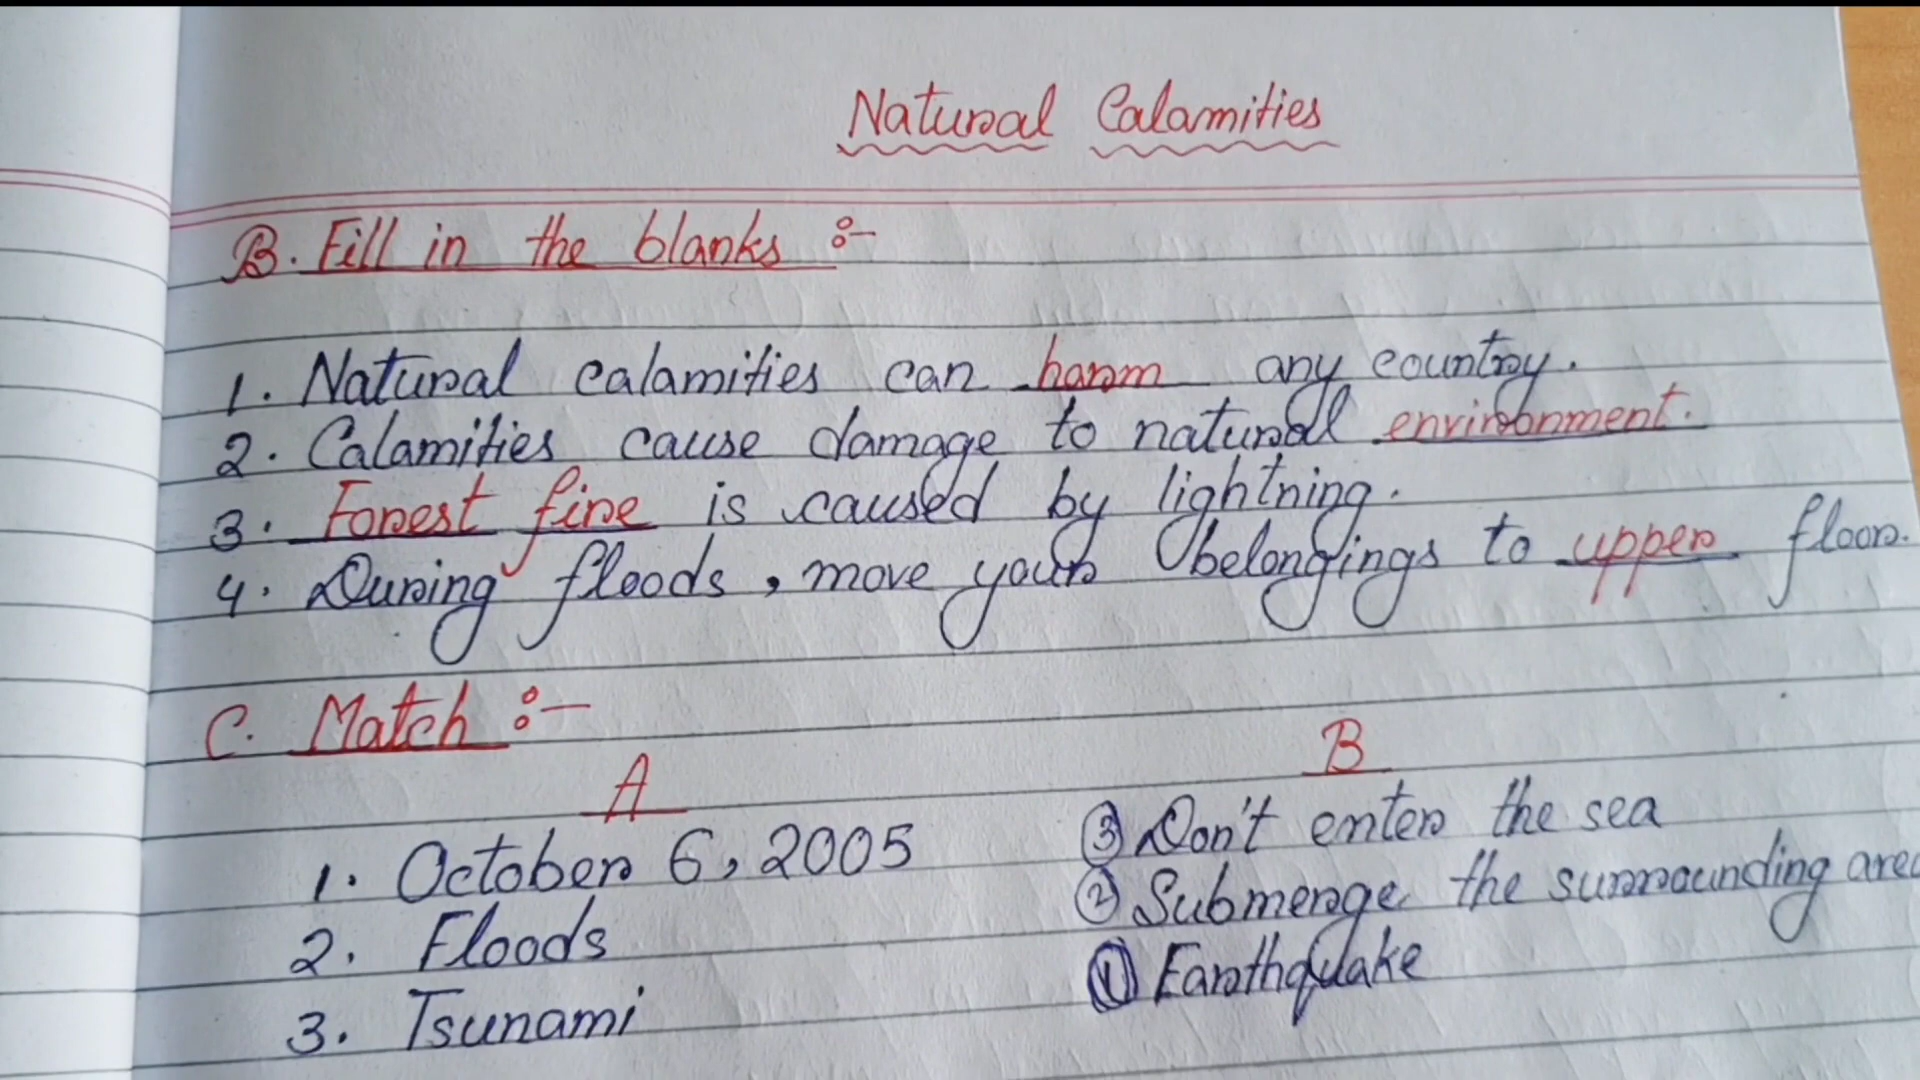 Natural Calamities
B. Fill in the blanks :-
1. Natural calamities can harm any country.
2. Calamities cause damage to natural environment.
3. Forest fire is caused by lightning.
4. During floods, move your belongings to upper floor.
C. Match :-
A B
1. October 6, 2005 ③ Don't enter the sea
2. Floods ② Submerge the surrounding area
3. Tsunami ① Earthquake